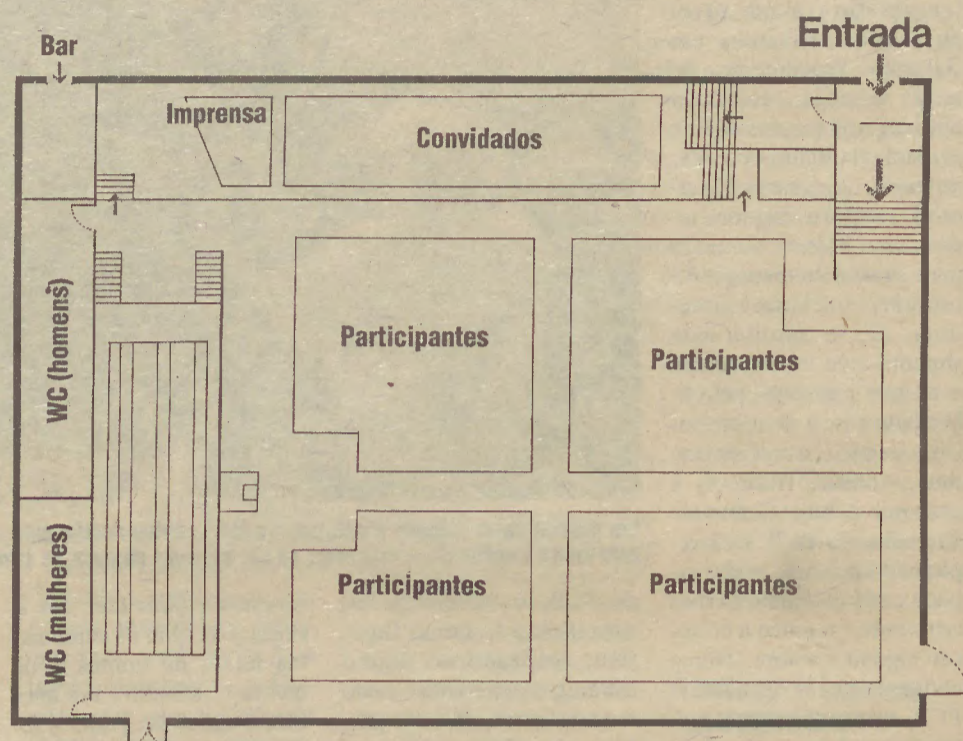 Bar
Entrada
Imprensa
Convidados
WC (homens)
Participantes
Participantes
WC (mulheres)
Participantes
Participantes